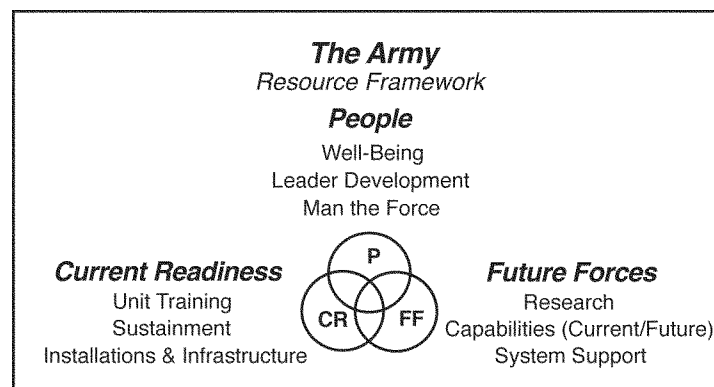 The Army
Resource Framework
People
Well-Being
Leader Development
Man the Force
P
CR
FF
Current Readiness
Unit Training
Sustainment
Installations & Infrastructure
Future Forces
Research
Capabilities (Current/Future)
System Support